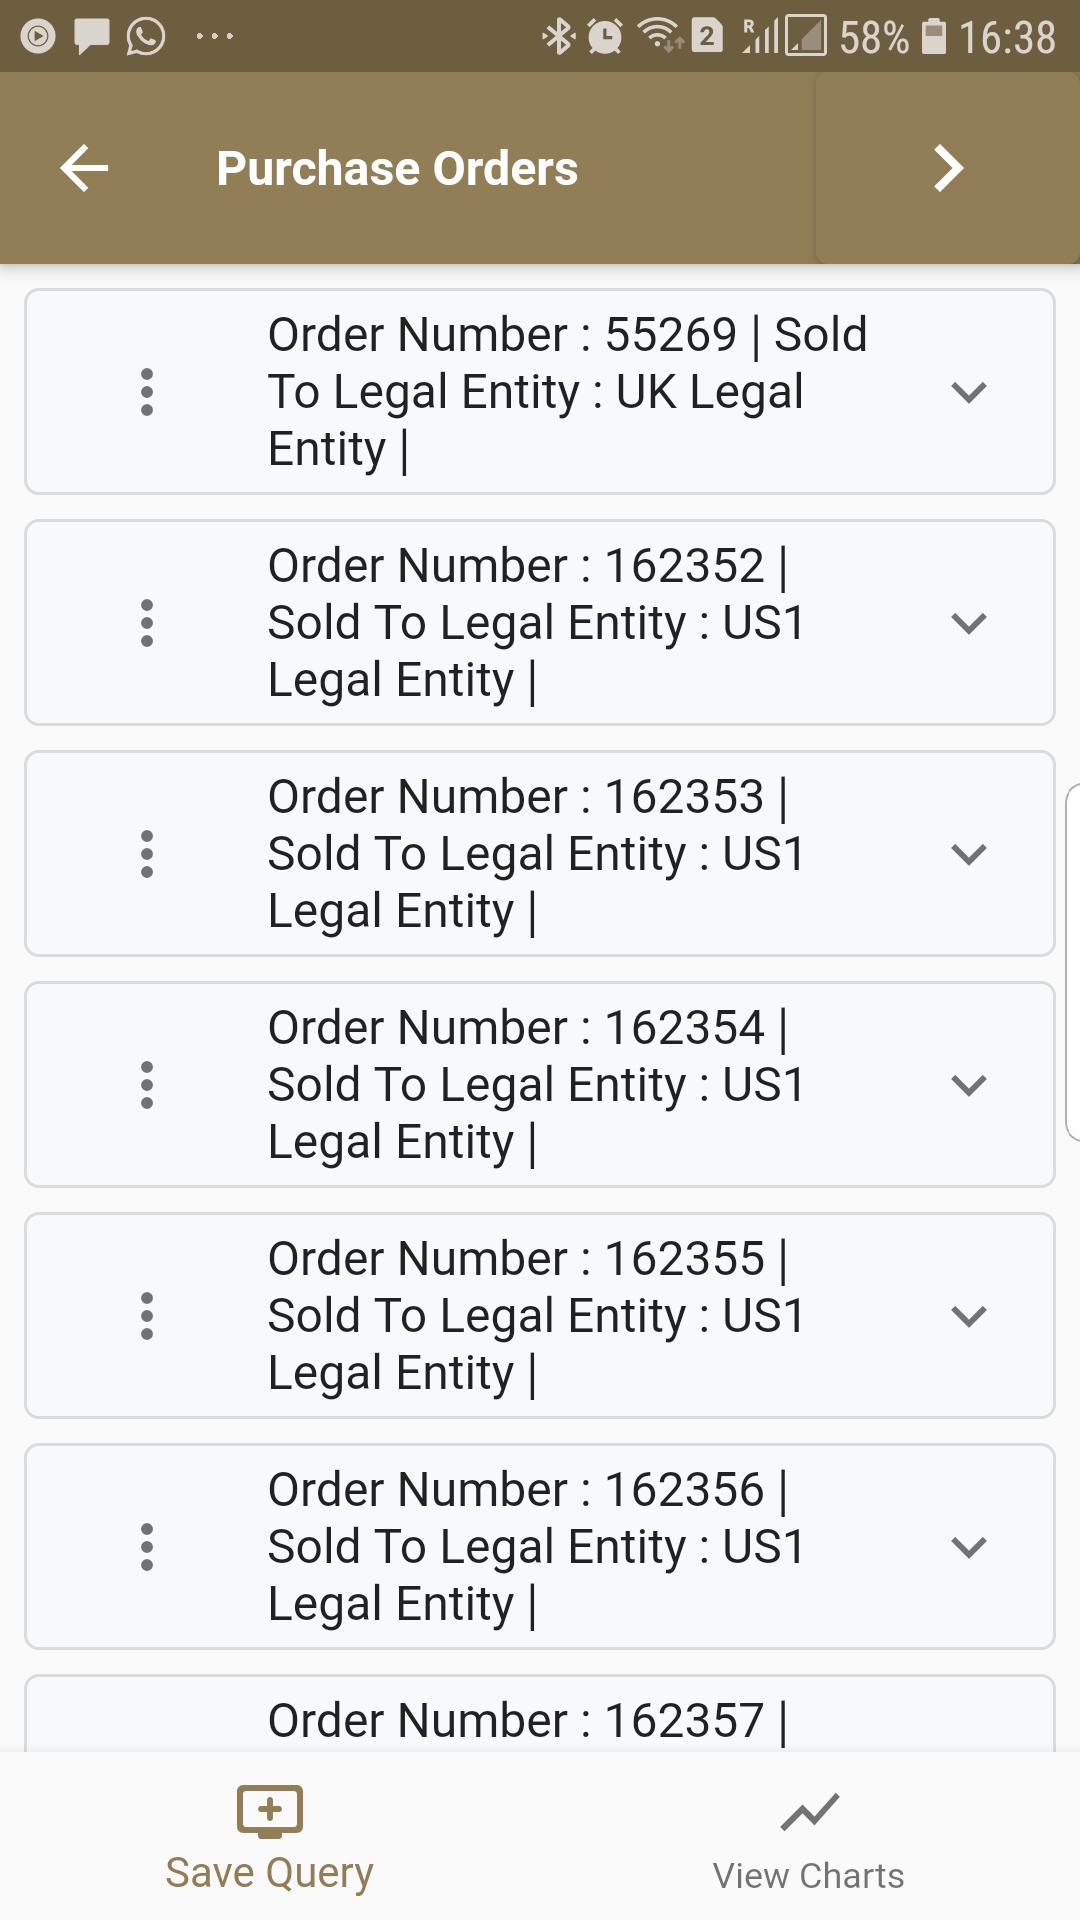 2 R 58% 16:38
Purchase Orders
Order Number : 55269 | Sold
To Legal Entity : UK Legal
Entity |
Order Number : 162352 |
Sold To Legal Entity : US1
Legal Entity |
Order Number : 162353 |
Sold To Legal Entity : US1
Legal Entity |
Order Number : 162354 |
Sold To Legal Entity : US1
Legal Entity |
Order Number : 162355 |
Sold To Legal Entity : US1
Legal Entity |
Order Number : 162356 |
Sold To Legal Entity : US1
Legal Entity |
Order Number : 162357 |
Save Query
View Charts